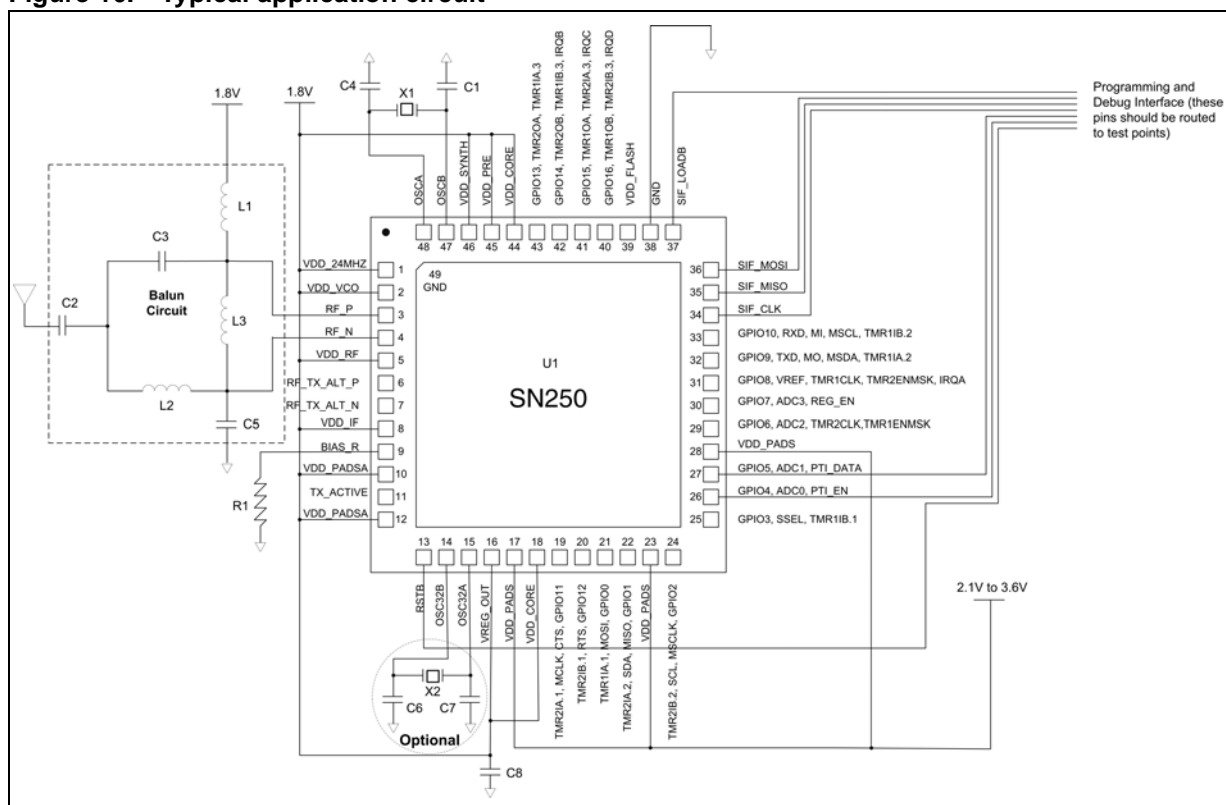 Typical application circuit
1.8V
1.8V
C4
X1
C1
OSCA
OSCB
VDD_SYNTH
VDD_PRE
VDD_CORE
GPIO13, TMR2OA, TMR1IA.3
GPIO14, TMR2OB, TMR1IB.3, IRQB
GPIO15, TMR1OA, TMR2IA.3, IRQC
GPIO16, TMR1OB, TMR2IB.3, IRQD
VDD_FLASH
GND
SIF_LOADB
Programming and
Debug Interface (these
pins should be routed
to test points)
48
47
46
45
44
43
42
41
40
39
38
37
L1
C3
Balun
Circuit
C2
L3
L2
C5
R1
VDD_24MHZ 1
VDD_VCO 2
RF_P 3
RF_N 4
VDD_RF 5
RF_TX_ALT_P 6
RF_TX_ALT_N 7
VDD_IF 8
BIAS_R 9
VDD_PADSA 10
TX_ACTIVE 11
VDD_PADSA 12
49
GND
U1
SN250
36 SIF_MOSI
35 SIF_MISO
34 SIF_CLK
33 GPIO10, RXD, MI, MSCL, TMR1IB.2
32 GPIO9, TXD, MO, MSDA, TMR1IA.2
31 GPIO8, VREF, TMR1CLK, TMR2ENMSK, IRQA
30 GPIO7, ADC3, REG_EN
29 GPIO6, ADC2, TMR2CLK,TMR1ENMSK
28 VDD_PADS
27 GPIO5, ADC1, PTI_DATA
26 GPIO4, ADC0, PTI_EN
25 GPIO3, SSEL, TMR1IB.1
13
14
15
16
17
18
19
20
21
22
23
24
RSTB
OSC32B
OSC32A
VREG_OUT
VDD_PADS
VDD_CORE
TMR2IA.1, MCLK, CTS, GPIO11
TMR2IB.1, RTS, GPIO12
TMR1IA.1, MOSI, GPIO0
TMR2IA.2, SDA, MISO, GPIO1
VDD_PADS
TMR2IB.2, SCL, MSCLK, GPIO2
2.1V to 3.6V
X2
C6
C7
Optional
C8